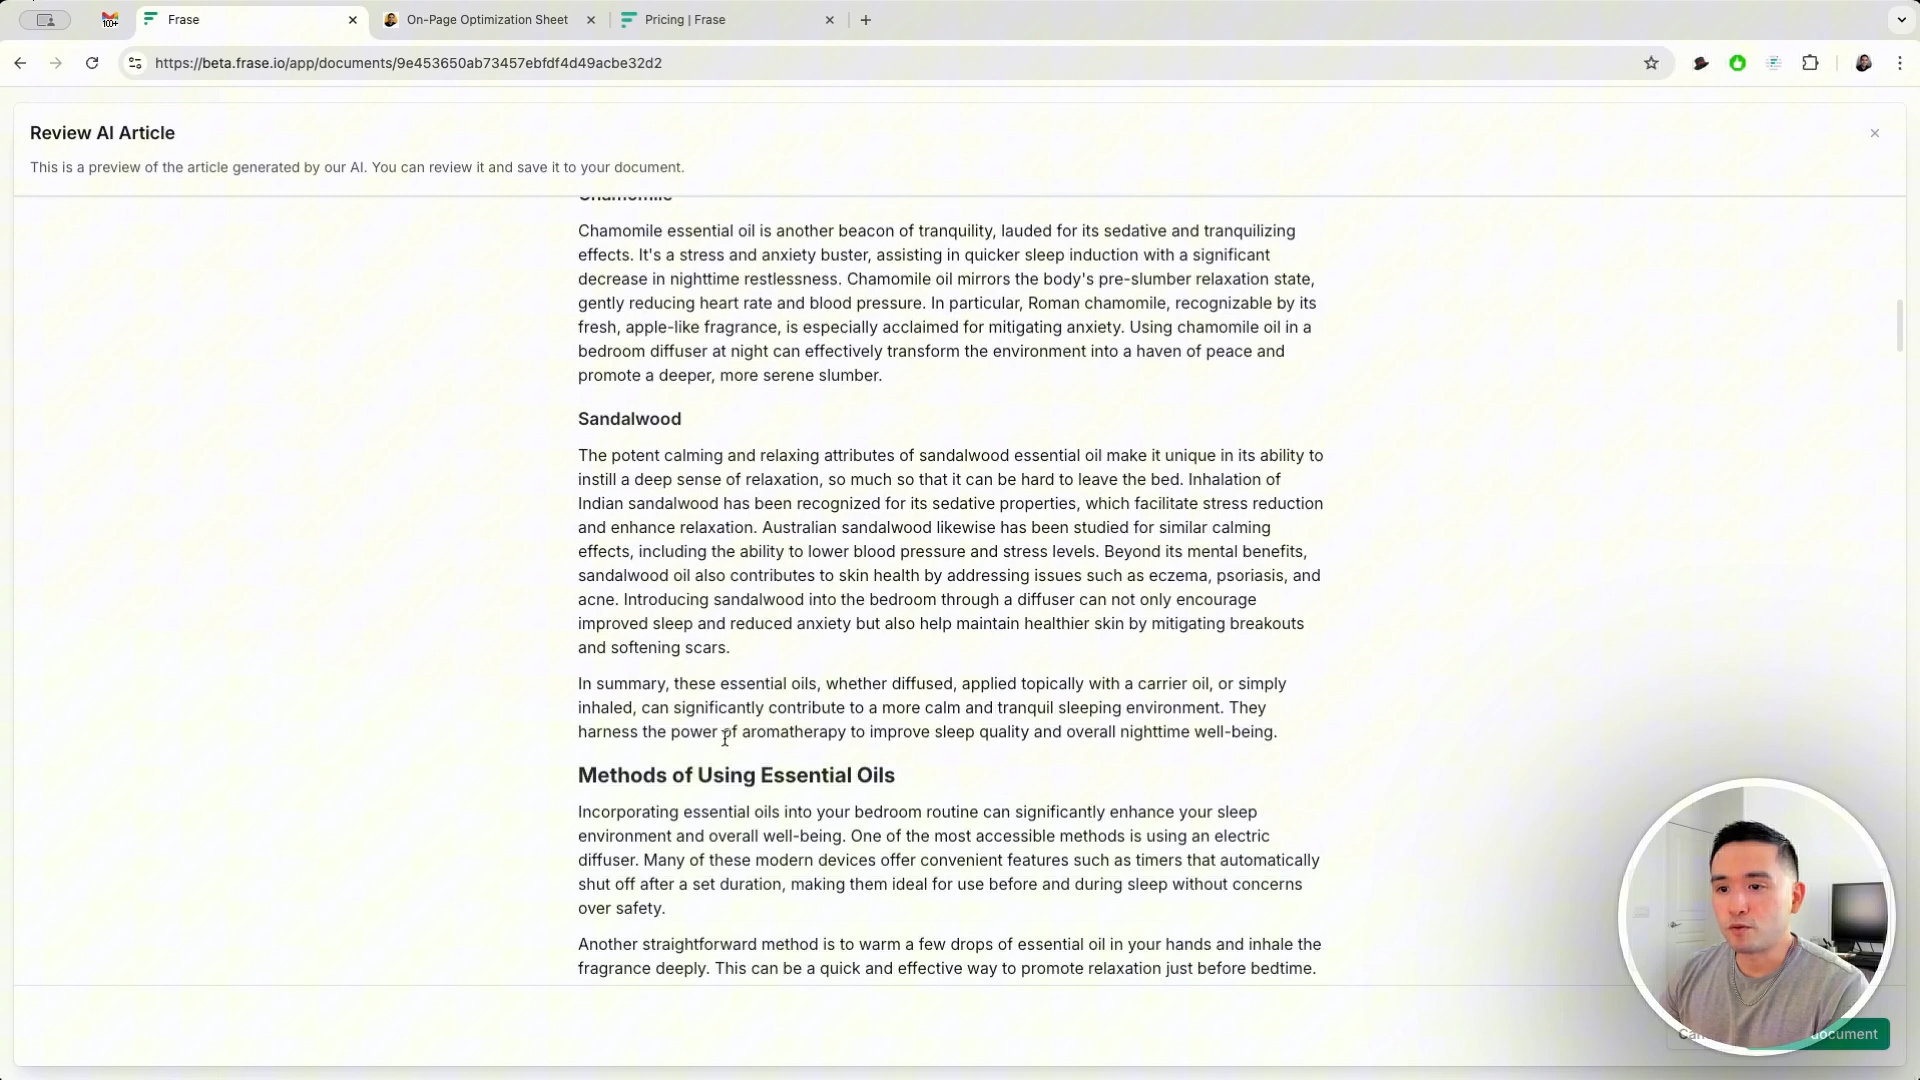 100+
Frase
On-Page Optimization Sheet
Pricing | Frase
https://beta.frase.io/app/documents/9e453650ab73457ebfdf4d49acbe32d2
Review AI Article
This is a preview of the article generated by our AI. You can review it and save it to your document.
Chamomile
Chamomile essential oil is another beacon of tranquility, lauded for its sedative and tranquilizing
effects. It's a stress and anxiety buster, assisting in quicker sleep induction with a significant
decrease in nighttime restlessness. Chamomile oil mirrors the body's pre-slumber relaxation state,
gently reducing heart rate and blood pressure. In particular, Roman chamomile, recognizable by its
fresh, apple-like fragrance, is especially acclaimed for mitigating anxiety. Using chamomile oil in a
bedroom diffuser at night can effectively transform the environment into a haven of peace and
promote a deeper, more serene slumber.
Sandalwood
The potent calming and relaxing attributes of sandalwood essential oil make it unique in its ability to
instill a deep sense of relaxation, so much so that it can be hard to leave the bed. Inhalation of
Indian sandalwood has been recognized for its sedative properties, which facilitate stress reduction
and enhance relaxation. Australian sandalwood likewise has been studied for similar calming
effects, including the ability to lower blood pressure and stress levels. Beyond its mental benefits,
sandalwood oil also contributes to skin health by addressing issues such as eczema, psoriasis, and
acne. Introducing sandalwood into the bedroom through a diffuser can not only encourage
improved sleep and reduced anxiety but also help maintain healthier skin by mitigating breakouts
and softening scars.
In summary, these essential oils, whether diffused, applied topically with a carrier oil, or simply
inhaled, can significantly contribute to a more calm and tranquil sleeping environment. They
harness the power of aromatherapy to improve sleep quality and overall nighttime well-being.
Methods of Using Essential Oils
Incorporating essential oils into your bedroom routine can significantly enhance your sleep
environment and overall well-being. One of the most accessible methods is using an electric
diffuser. Many of these modern devices offer convenient features such as timers that automatically
shut off after a set duration, making them ideal for use before and during sleep without concerns
over safety.
Another straightforward method is to warm a few drops of essential oil in your hands and inhale the
fragrance deeply. This can be a quick and effective way to promote relaxation just before bedtime.
document